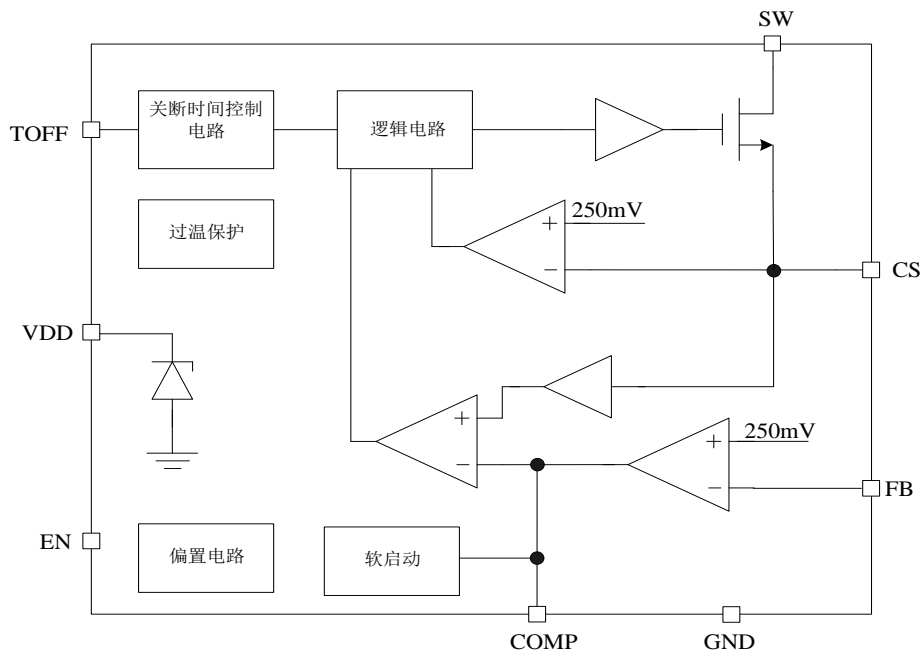 SW
关断时间控制
电路
逻辑电路
TOFF
过温保护
250mV
+
−
CS
VDD
+
−
+
250mV
−
FB
EN
偏置电路
软启动
COMP
GND